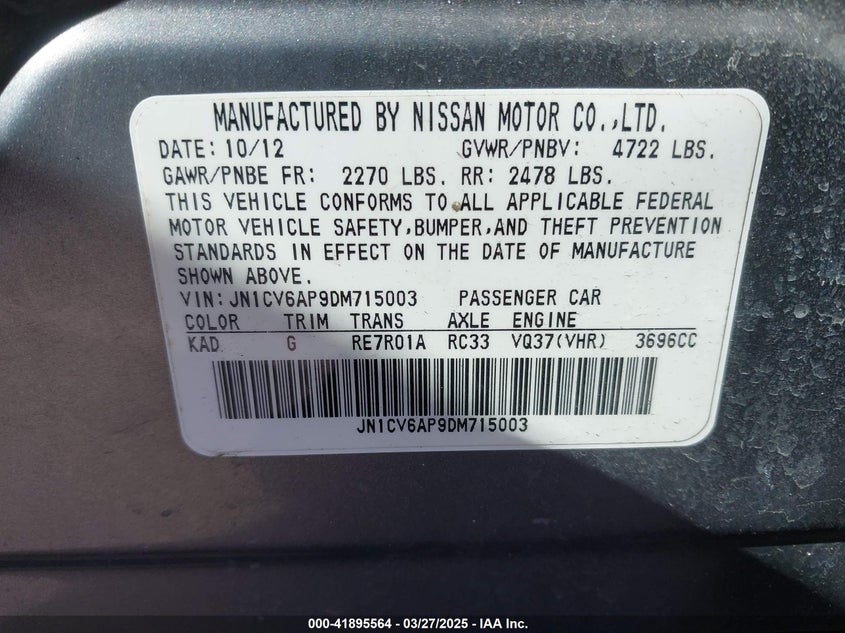 MANUFACTURED BY NISSAN MOTOR CO.,LTD.
DATE: 10/12 GVWR/PNBV: 4722 LBS.
GAWR/PNBE FR: 2270 LBS. RR: 2478 LBS.
THIS VEHICLE CONFORMS TO ALL APPLICABLE FEDERAL
MOTOR VEHICLE SAFETY,BUMPER,AND THEFT PREVENTION
STANDARDS IN EFFECT ON THE DATE OF MANUFACTURE
SHOWN ABOVE.
VIN: JN1CV6AP9DM715003 PASSENGER CAR
COLOR TRIM TRANS AXLE ENGINE
KAD G RE7R01A RC33 VQ37(VHR) 3696CC
JN1CV6AP9DM715003
000-41895564 — 03/27/2025 — IAA Inc.